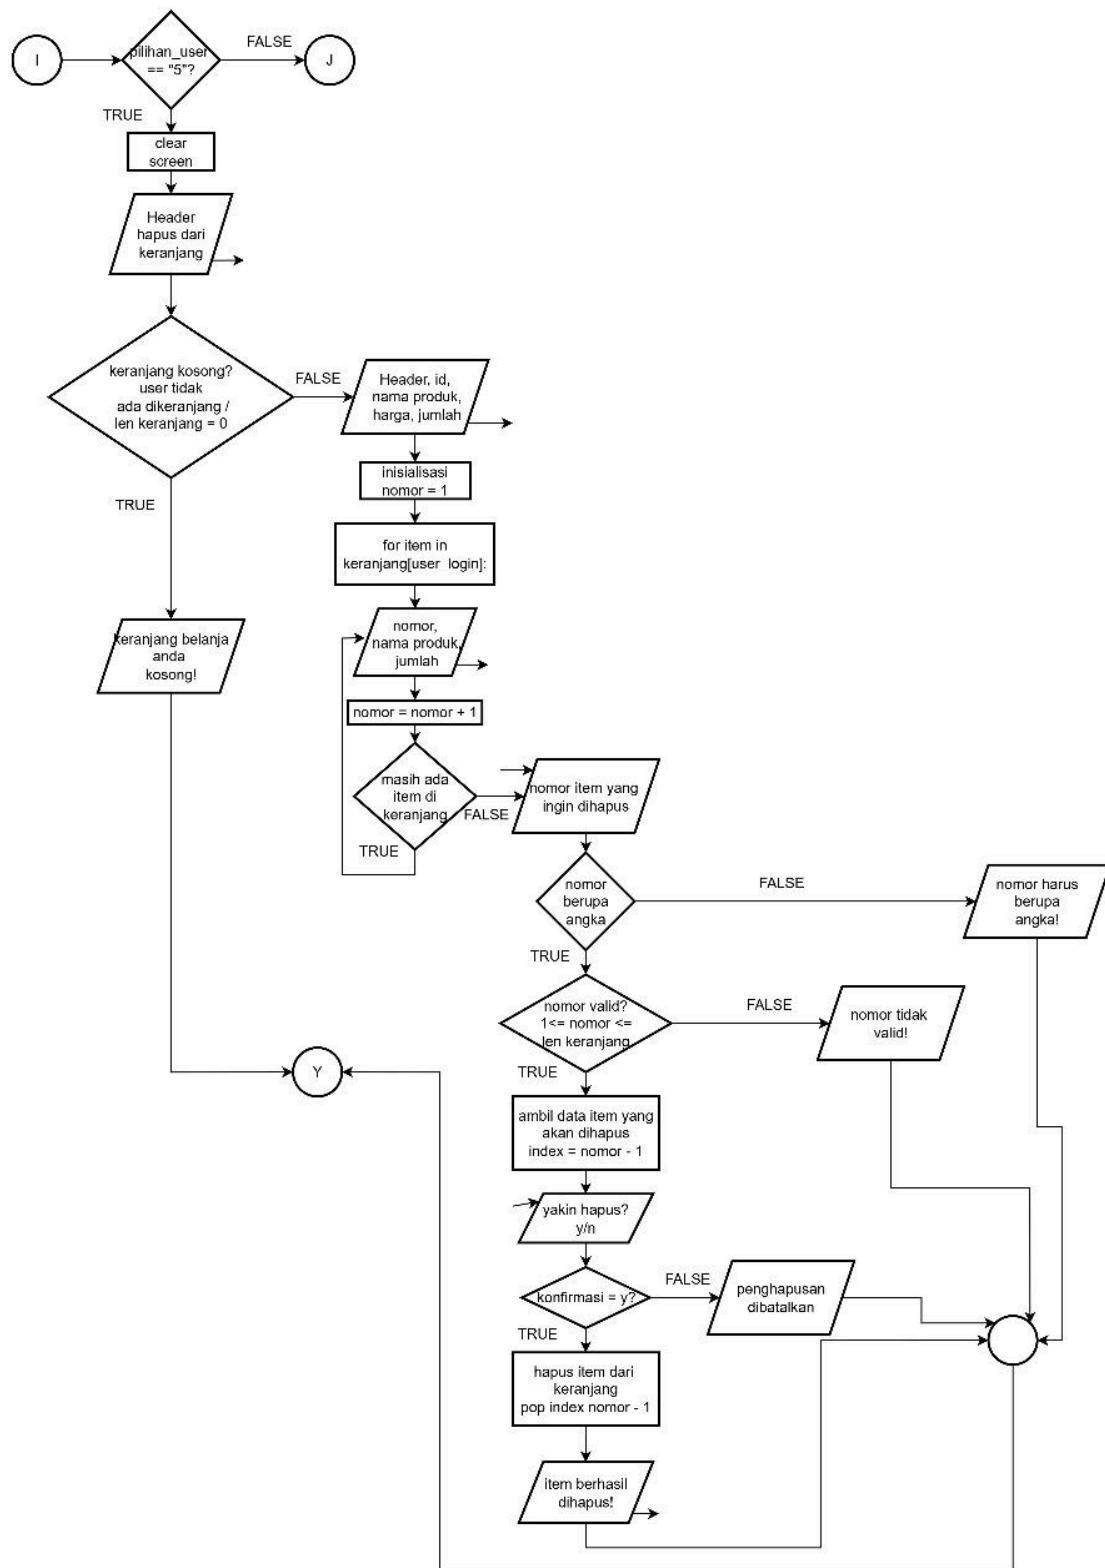 I
pilihan_user
== "5"?
FALSE
J
TRUE
clear
screen
Header
hapus dari
keranjang
keranjang kosong?
user tidak
ada dikeranjang /
len keranjang = 0
FALSE
Header, id,
nama produk,
harga, jumlah
inisialisasi
nomor = 1
TRUE
for item in
keranjang[user_login]:
nomor,
nama produk,
jumlah
keranjang belanja
anda
kosong!
nomor = nomor + 1
masih ada
item di
keranjang
FALSE
TRUE
nomor item yang
ingin dihapus
nomor
berupa
angka
FALSE
nomor harus
berupa
angka!
TRUE
nomor valid?
1<= nomor <=
len keranjang
FALSE
nomor tidak
valid!
TRUE
Y
ambil data item yang
akan dihapus
index = nomor - 1
yakin hapus?
y/n
konfirmasi = y?
FALSE
penghapusan
dibatalkan
TRUE
hapus item dari
keranjang
pop index nomor - 1
item berhasil
dihapus!